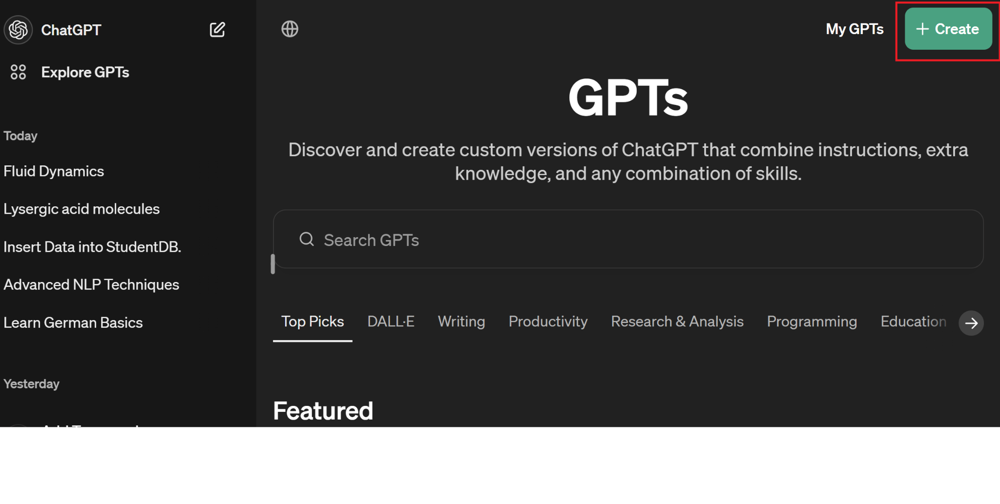 ChatGPT
Explore GPTs
Today
Fluid Dynamics
Lysergic acid molecules
Insert Data into StudentDB.
Advanced NLP Techniques
Learn German Basics
Yesterday
My GPTs
+ Create
GPTs
Discover and create custom versions of ChatGPT that combine instructions, extra
knowledge, and any combination of skills.
Search GPTs
Top Picks DALL·E Writing Productivity Research & Analysis Programming Education
Featured